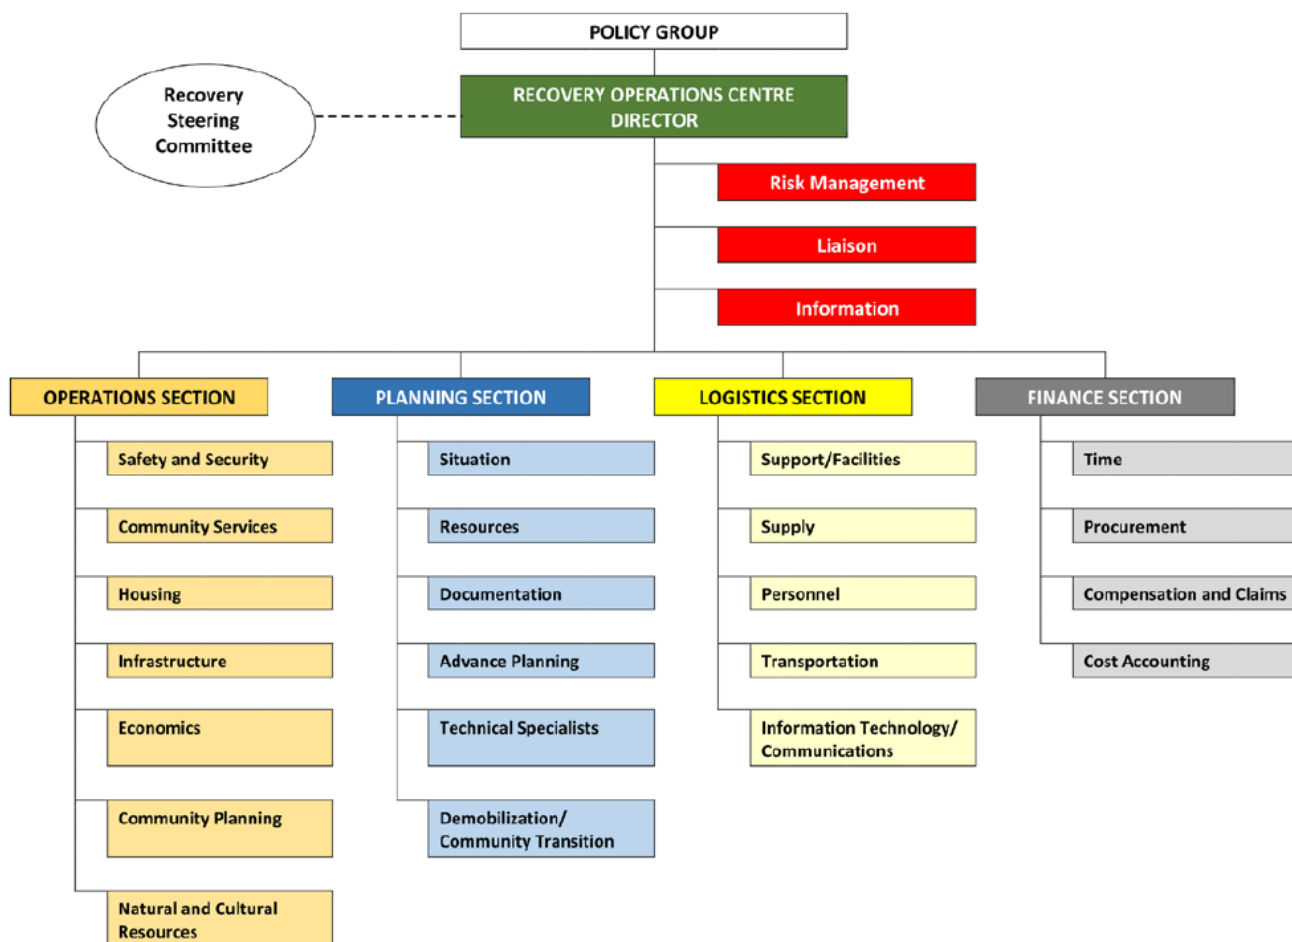 POLICY GROUP
Recovery
Steering
Committee
RECOVERY OPERATIONS CENTRE
DIRECTOR
Risk Management
Liaison
Information
OPERATIONS SECTION
Safety and Security
Community Services
Housing
Infrastructure
Economics
Community Planning
Natural and Cultural
Resources
PLANNING SECTION
Situation
Resources
Documentation
Advance Planning
Technical Specialists
Demobilization/
Community Transition
LOGISTICS SECTION
Support/Facilities
Supply
Personnel
Transportation
Information Technology/
Communications
FINANCE SECTION
Time
Procurement
Compensation and Claims
Cost Accounting